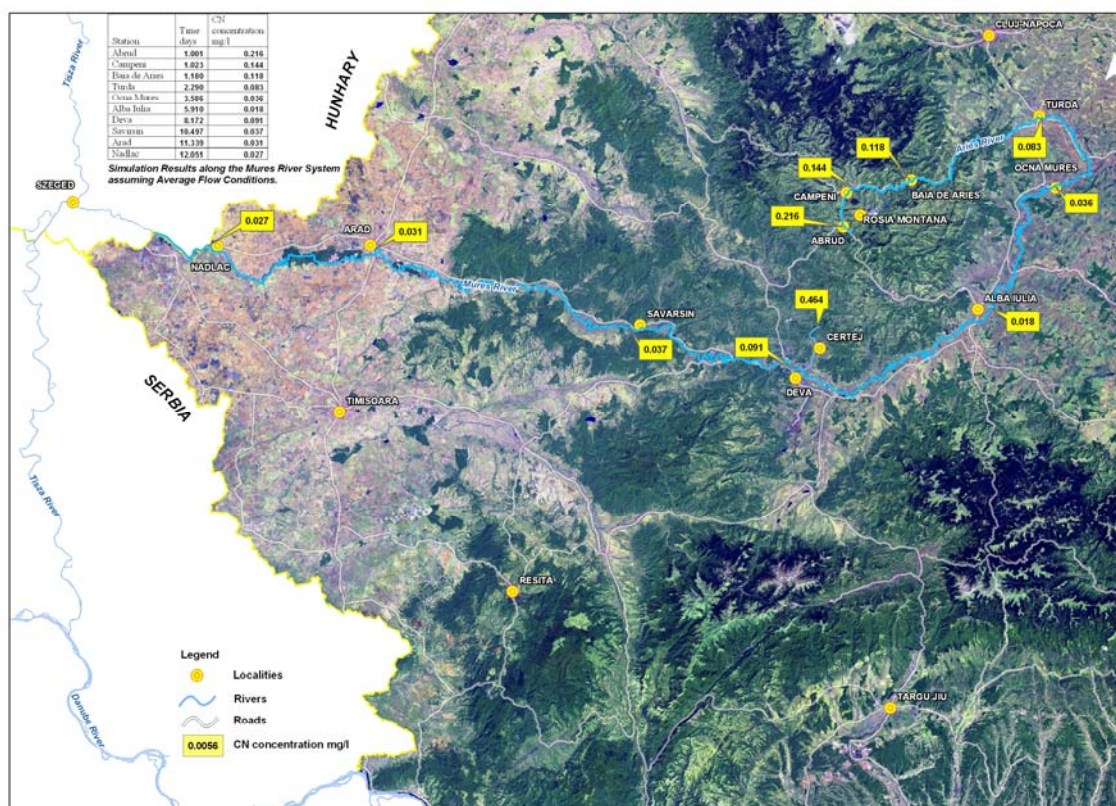 Station Time days CN concentration mg/l
Abrud 1.001 0.216
Campeni 1.023 0.144
Baia de Aries 1.180 0.118
Turda 2.290 0.083
Ocna Mures 3.586 0.036
Alba Iulia 5.910 0.018
Deva 8.172 0.091
Savirsin 10.497 0.037
Arad 11.339 0.031
Nadlac 12.051 0.027
Simulation Results along the Mures River System
assuming Average Flow Conditions.
Tisza River
HUNHARY
CLUJ-NAPOCA
TURDA
Aries River
0.118
0.083
0.144
OCNA MURES
CAMPENI
BAIA DE ARIES
0.036
SZEGED
ROSIA MONTANA
0.216
0.027
ARAD
ABRUD
0.031
NADLAC
Mures River
ALBA IULIA
0.464
SAVARSIN
0.018
CERTEJ
0.037
0.091
DEVA
SERBIA
TIMISOARA
Tisza River
RESITA
Legend
Localities
Rivers
Roads
0.0056 CN concentration mg/l
Danube River
TARGU JIU